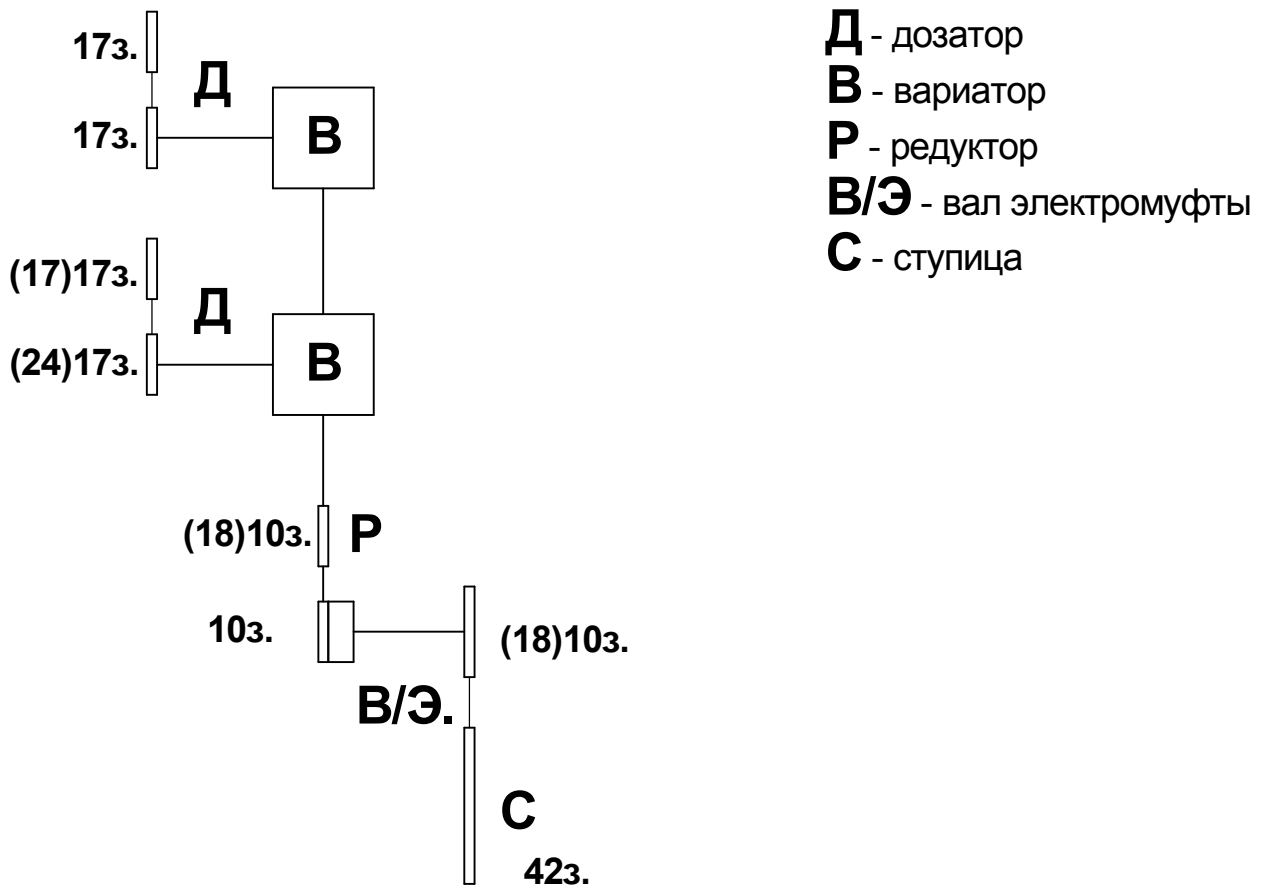 17з.
Д
17з.
В
(17)17з.
Д
(24)17з.
В
(18)10з.
Р
10з.
(18)10з.
В/Э.
С
42з.
Д - дозатор
В - вариатор
Р - редуктор
В/Э - вал электромуфты
С - ступица